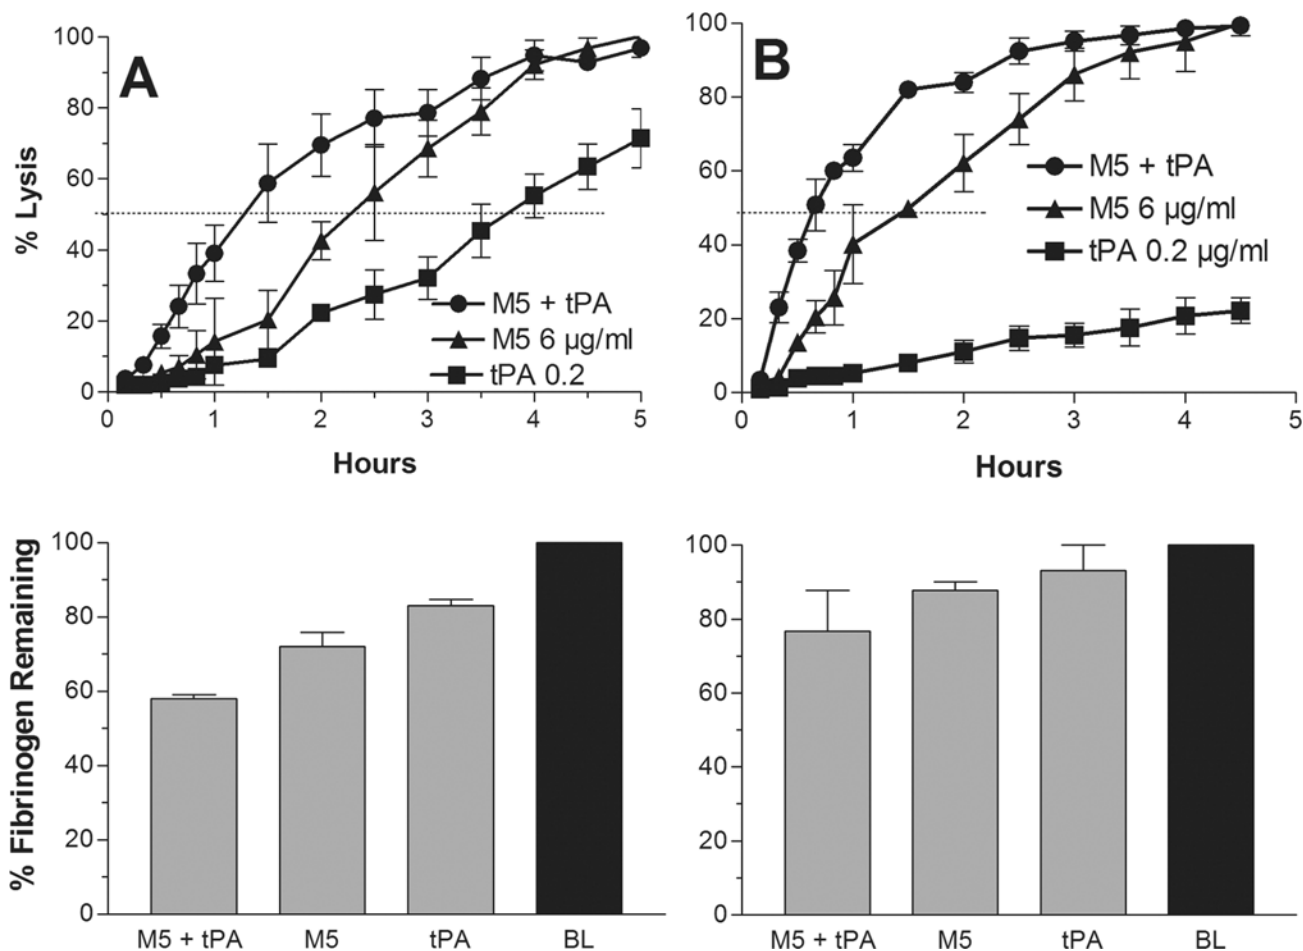 A
% Lysis
100
80
60
40
20
0
M5 + tPA
M5 6 µg/ml
tPA 0.2
0 1 2 3 4 5
Hours
B
100
80
60
40
20
0
M5 + tPA
M5 6 µg/ml
tPA 0.2 µg/ml
0 1 2 3 4 5
Hours
% Fibrinogen Remaining
100
80
60
40
20
0
M5 + tPA M5 tPA BL
100
80
60
40
20
0
M5 + tPA M5 tPA BL